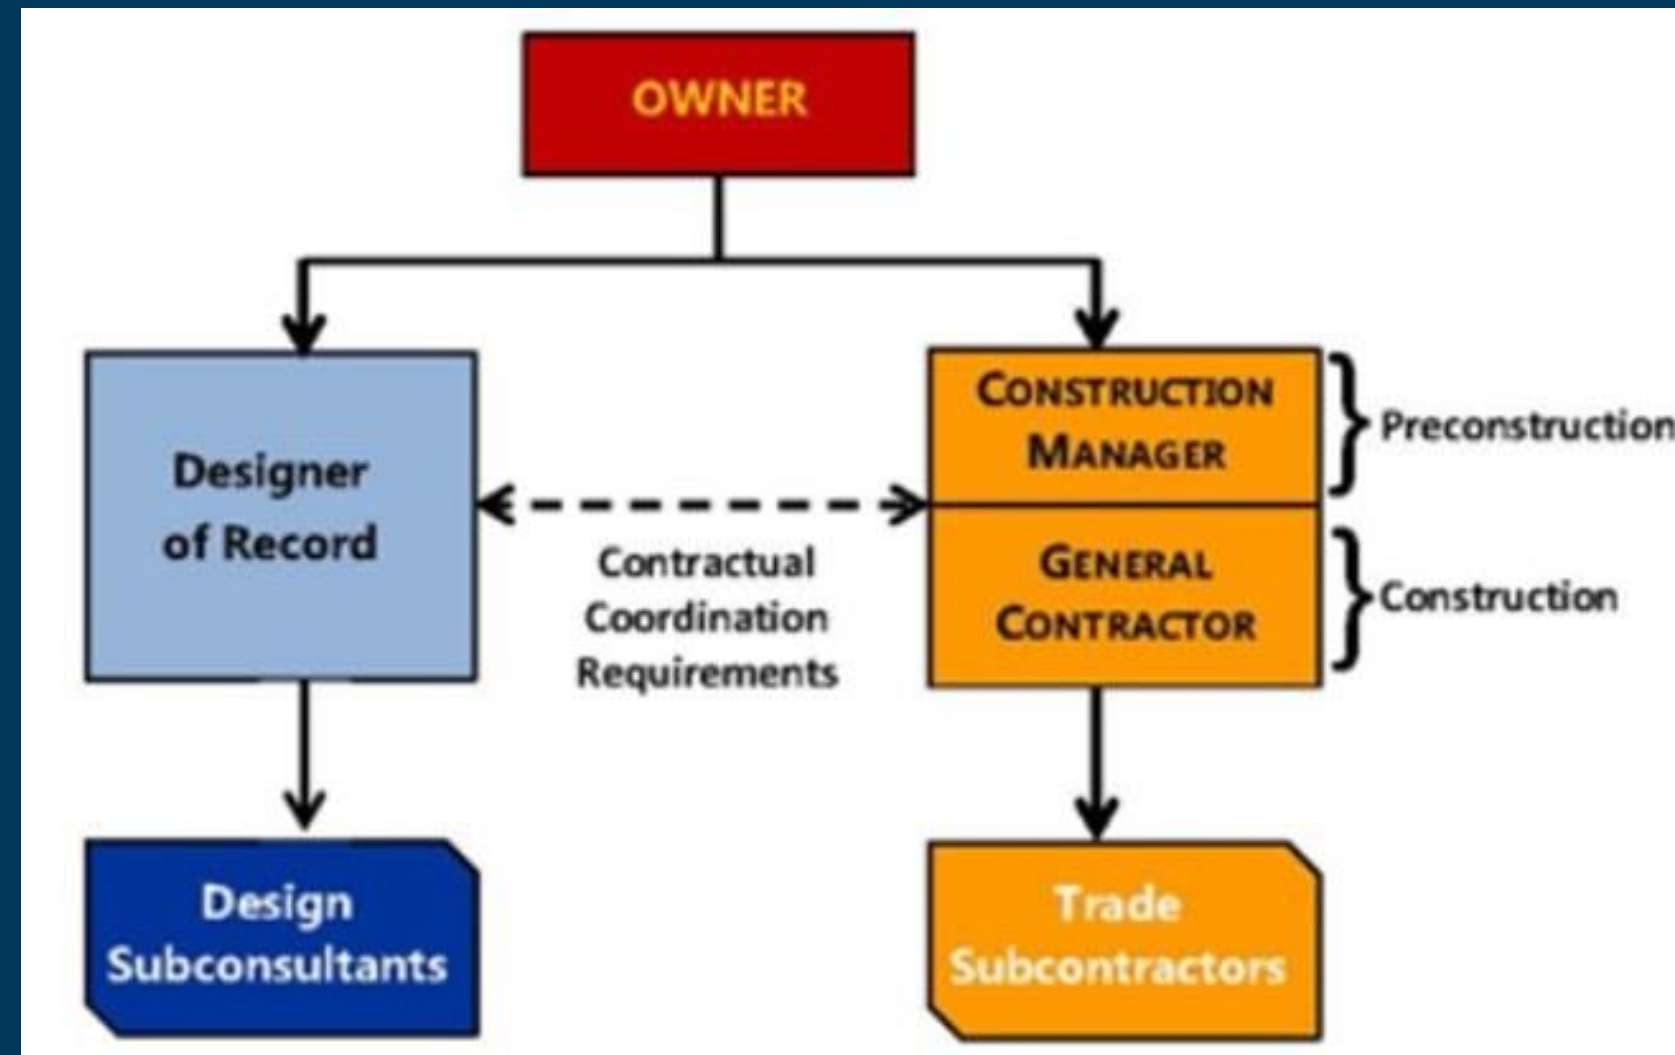 OWNER
Designer
of Record
CONSTRUCTION
MANAGER
Preconstruction
Contractual
Coordination
Requirements
GENERAL
CONTRACTOR
Construction
Design
Subconsultants
Trade
Subcontractors